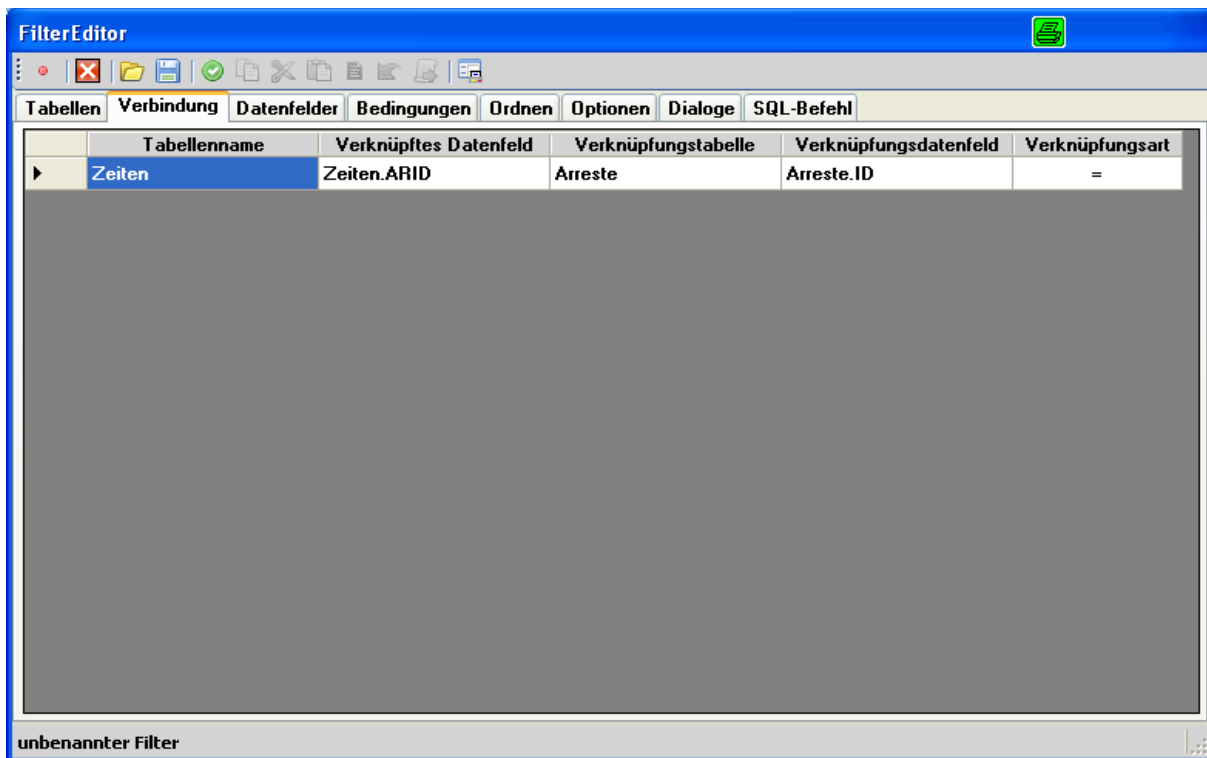 FilterEditor
Tabellen Verbindung Datenfelder Bedingungen Ordnen Optionen Dialoge SQL-Befehl
Tabellenname Verknüpftes Datenfeld Verknüpfungstabelle Verknüpfungsdatenfeld Verknüpfungsart
Zeiten Zeiten.ARID Arreste Arreste.ID =
unbenannter Filter